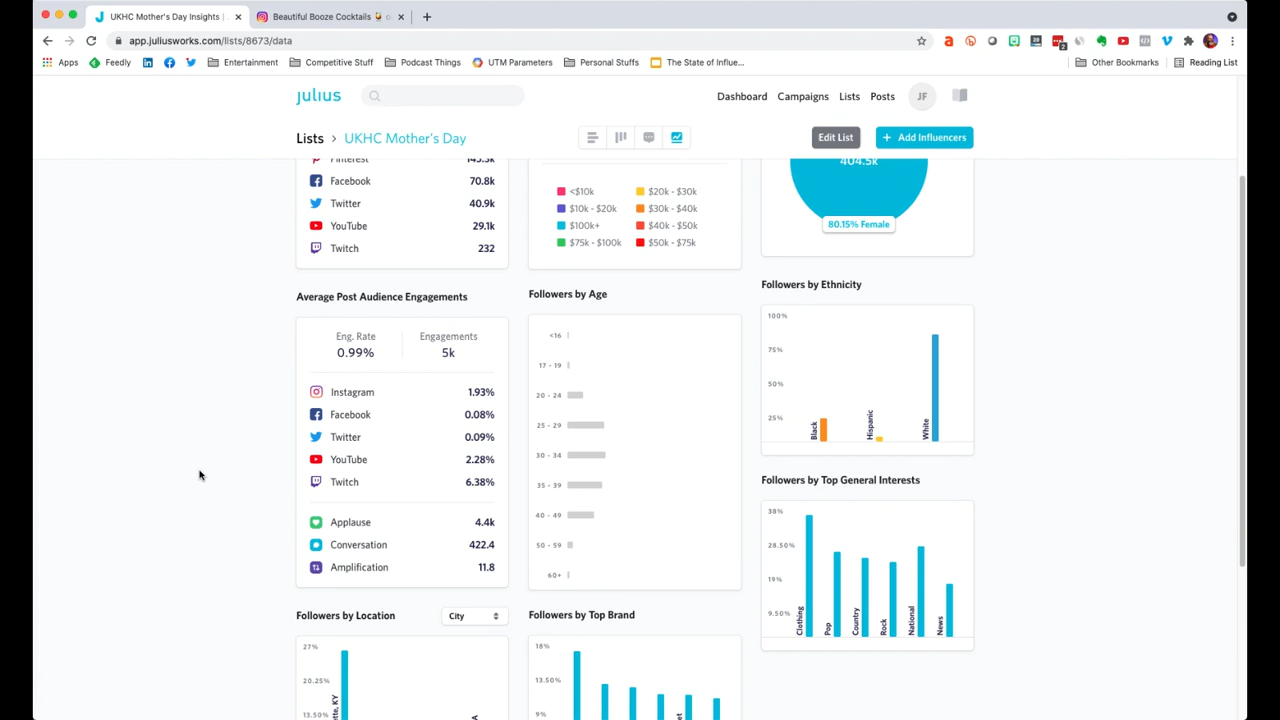 UKHC Mother's Day Insights |
Beautiful Booze Cocktails
app.juliusworks.com/lists/8673/data
Apps
Feedly
Entertainment
Competitive Stuff
Podcast Things
UTM Parameters
Personal Stuffs
The State of Influe...
Other Bookmarks
Reading List
julius
Dashboard
Campaigns
Lists
Posts
JF
Lists > UKHC Mother's Day
Edit List
+ Add Influencers
Pinterest
Facebook 70.8k
Twitter 40.9k
YouTube 29.1k
Twitch 232
<$10k
$20k - $30k
$10k - $20k
$30k - $40k
$100k+
$40k - $50k
$75k - $100k
$50k - $75k
404.5k
80.15% Female
Average Post Audience Engagements
Eng. Rate
Engagements
0.99%
5k
Instagram 1.93%
Facebook 0.08%
Twitter 0.09%
YouTube 2.28%
Twitch 6.38%
Applause 4.4k
Conversation 422.4
Amplification 11.8
Followers by Age
<16
17 - 19
20 - 24
25 - 29
30 - 34
35 - 39
40 - 49
50 - 59
60+
Followers by Ethnicity
100%
75%
50%
25%
Black
Hispanic
White
Followers by Top General Interests
38%
28.50%
19%
9.50%
Clothing
Pop
Country
Rock
National
News
Followers by Location
City
27%
20.25%
13.50%
Followers by Top Brand
18%
13.50%
9%